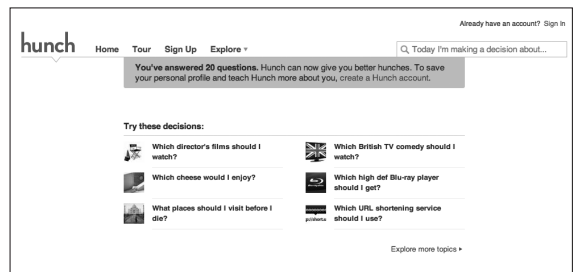 Already have an account? Sign In
hunch
Home Tour Sign Up Explore ▾
Today I'm making a decision about...
You've answered 20 questions. Hunch can now give you better hunches. To save
your personal profile and teach Hunch more about you, create a Hunch account.
Try these decisions:
Which director's films should I
watch?
Which British TV comedy should I
watch?
Which cheese would I enjoy?
Which high def Blu-ray player
should I get?
What places should I visit before I
die?
Which URL shortening service
should I use?
Explore more topics ▸